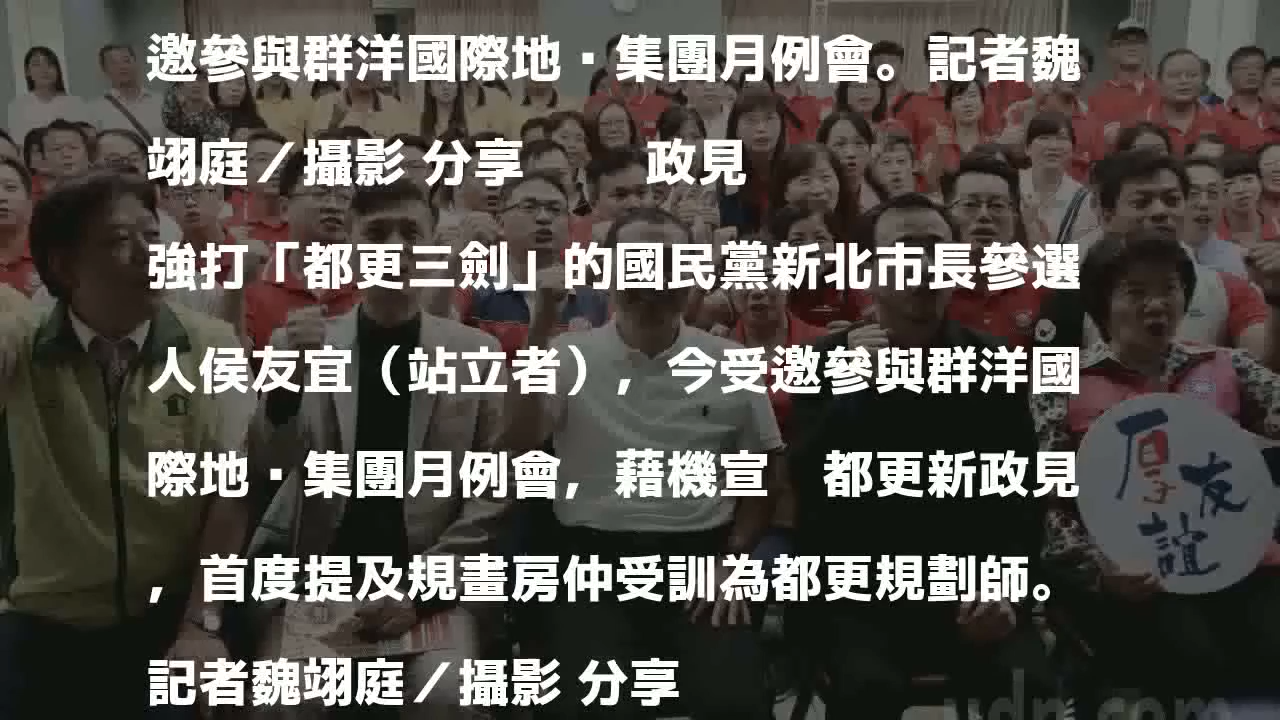 邀參與群洋國際地·集團月例會。記者魏
翊庭／攝影 分享 政見
強打「都更三劍」的國民黨新北市長參選
人侯友宜（站立者），今受邀參與群洋國
際地·集團月例會，藉機宣 都更新政見
，首度提及規畫房仲受訓為都更規劃師。
記者魏翊庭／攝影 分享
厚友誼
udn.com